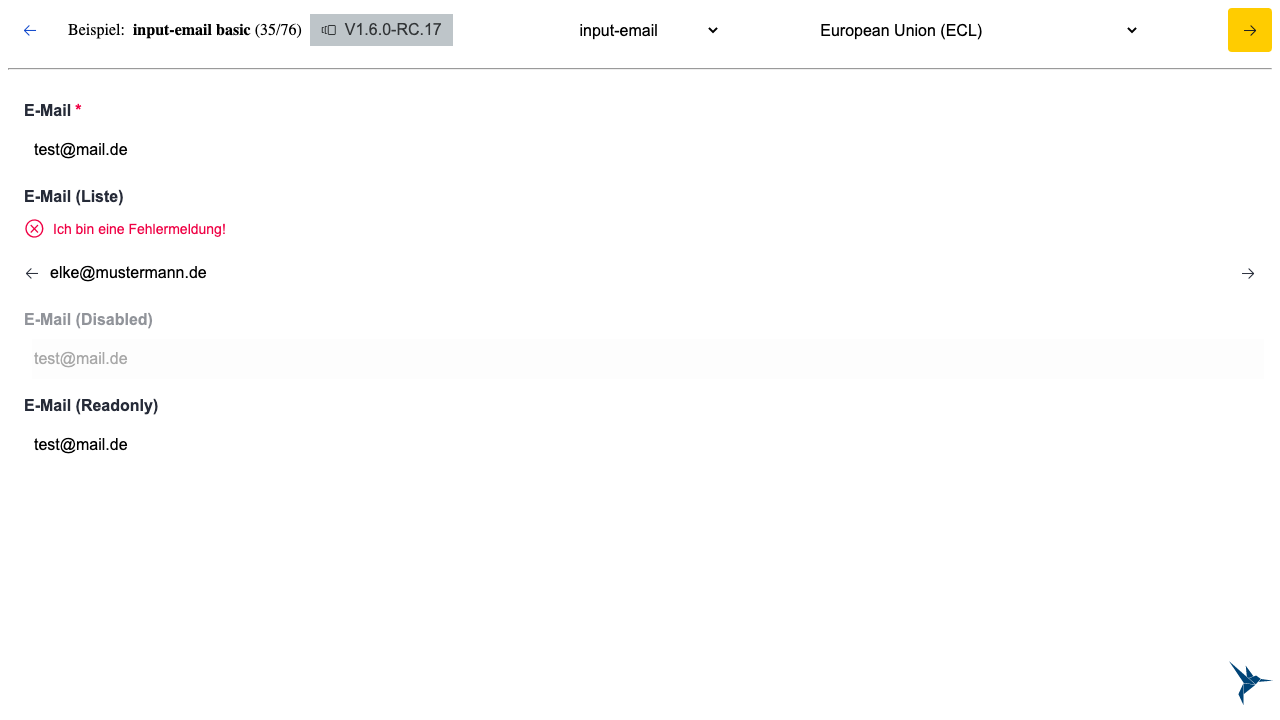 Beispiel: input-email basic (35/76) V1.6.0-RC.17 input-email European Union (ECL)
E-Mail *
test@mail.de
E-Mail (Liste)
Ich bin eine Fehlermeldung!
elke@mustermann.de
E-Mail (Disabled)
test@mail.de
E-Mail (Readonly)
test@mail.de